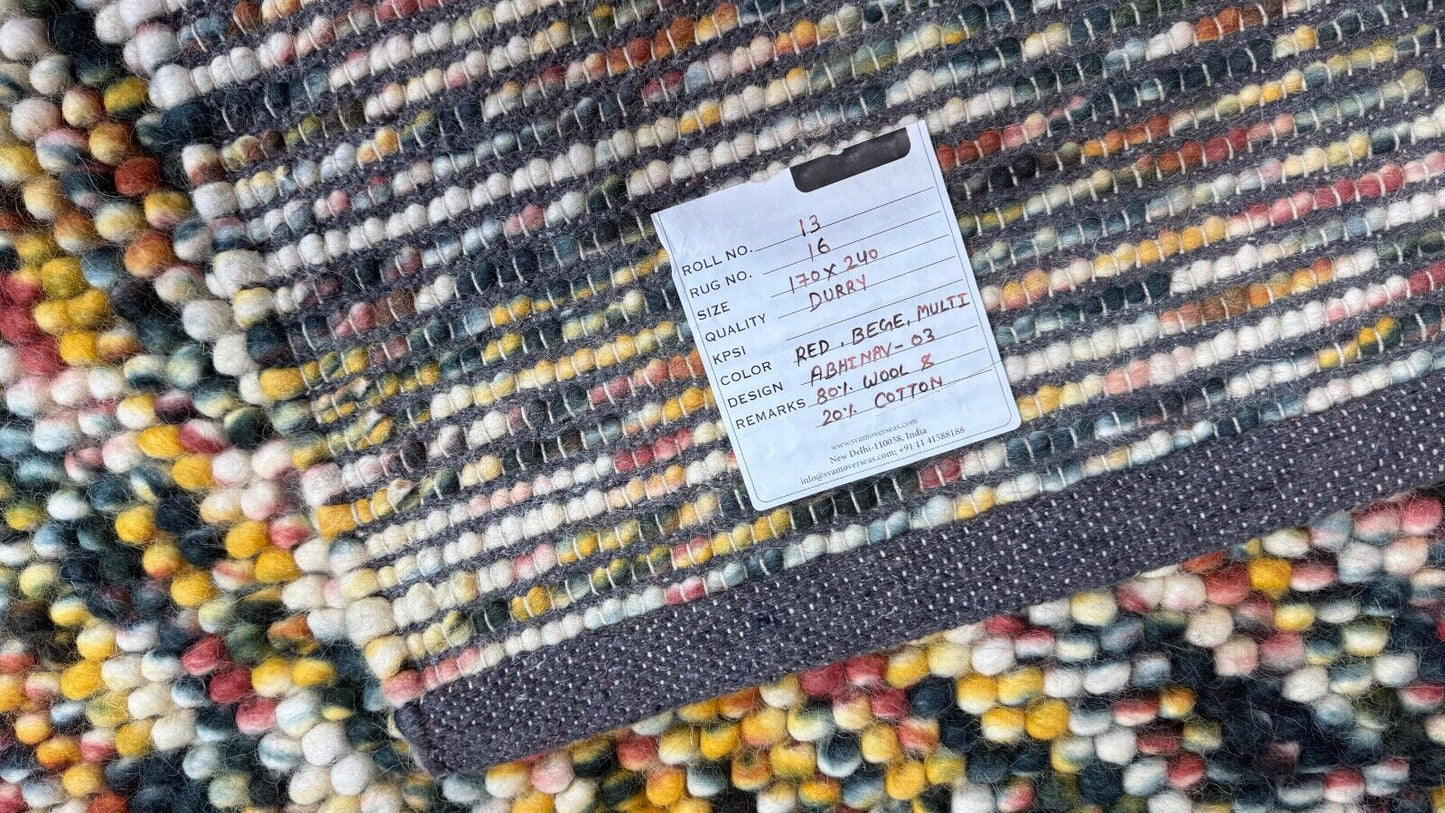 ROLL NO. 13
RUG NO. 16
SIZE 170 X 240
QUALITY DURRY
KPSI
COLOR RED, BEGE, MULTI
DESIGN ABHINAV-03
REMARKS 80% WOOL &
20% COTTON
www.svamoverseas.com
New Delhi-110058, India
info@svamoverseas.com; +91 11 41588188